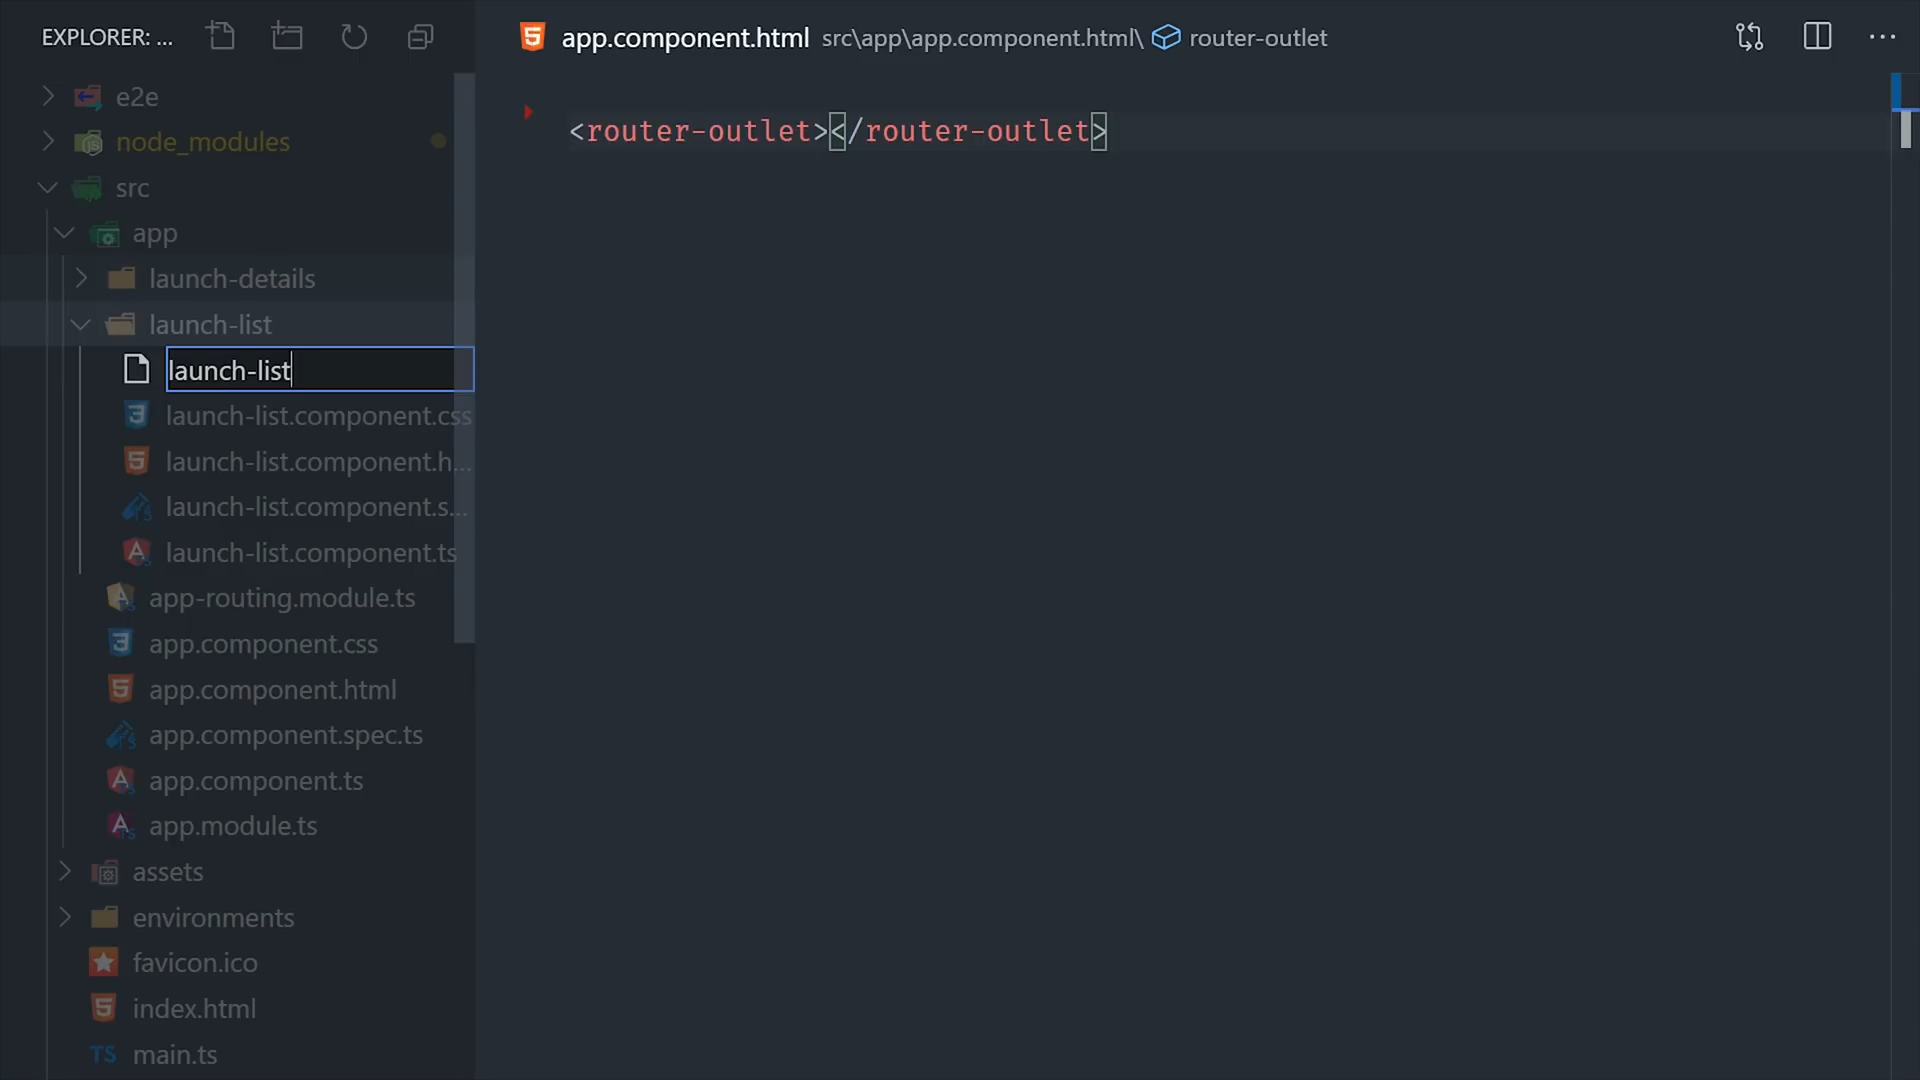 EXPLORER: ...
app.component.html src\app\app.component.html\ router-outlet
<router-outlet></router-outlet>
e2e
node_modules
src
app
launch-details
launch-list
launch-list
launch-list.component.css
launch-list.component.h...
launch-list.component.s...
launch-list.component.ts
app-routing.module.ts
app.component.css
app.component.html
app.component.spec.ts
app.component.ts
app.module.ts
assets
environments
favicon.ico
index.html
TS main.ts